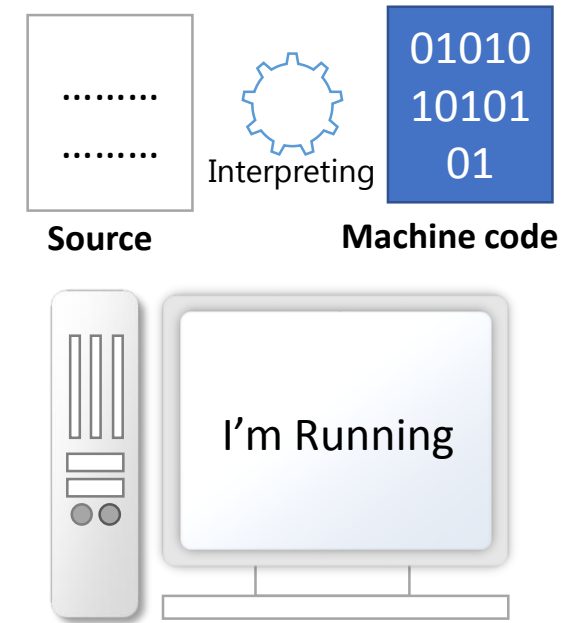 ………
………
Interpreting
01010
10101
01
Source
Machine code
I’m Running